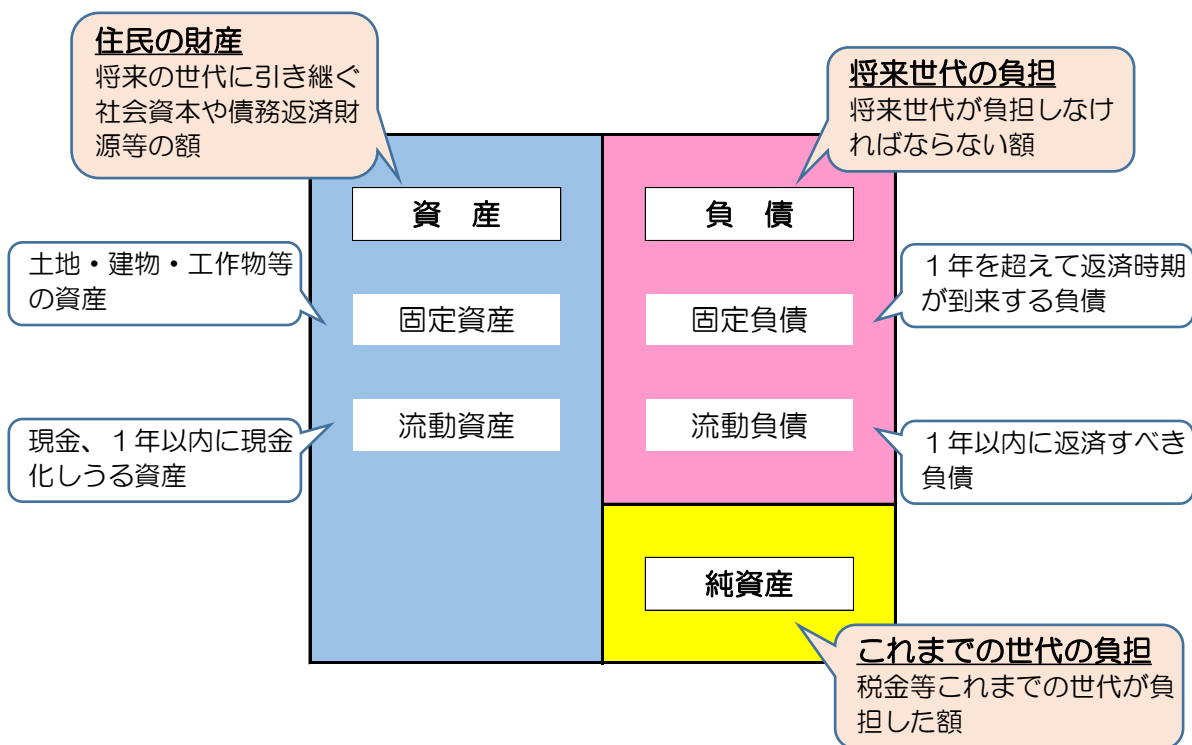 住民の財産
将来の世代に引き継ぐ
社会資本や債務返済財
源等の額
将来世代の負担
将来世代が負担しなけ
ればならない額
資　産
負　債
土地・建物・工作物等
の資産
固定資産
固定負債
１年を超えて返済時期
が到来する負債
現金、１年以内に現金
化しうる資産
流動資産
流動負債
１年以内に返済すべき
負債
純資産
これまでの世代の負担
税金等これまでの世代が負
担した額